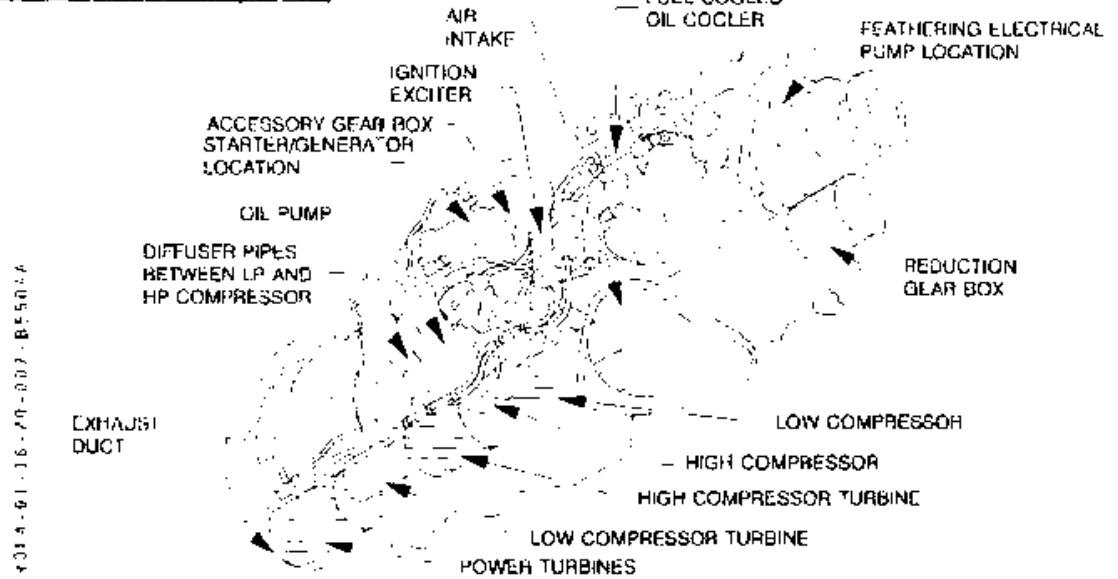 AIR
INTAKE
OIL COOLER
FEATHERING ELECTRICAL
PUMP LOCATION
IGNITION
EXCITER
ACCESSORY GEAR BOX
STARTER/GENERATOR
LOCATION
OIL PUMP
DIFFUSER PIPES
BETWEEN LP AND
HP COMPRESSOR
REDUCTION
GEAR BOX
EXHAUST
DUCT
LOW COMPRESSOR
HIGH COMPRESSOR
HIGH COMPRESSOR TURBINE
LOW COMPRESSOR TURBINE
POWER TURBINES